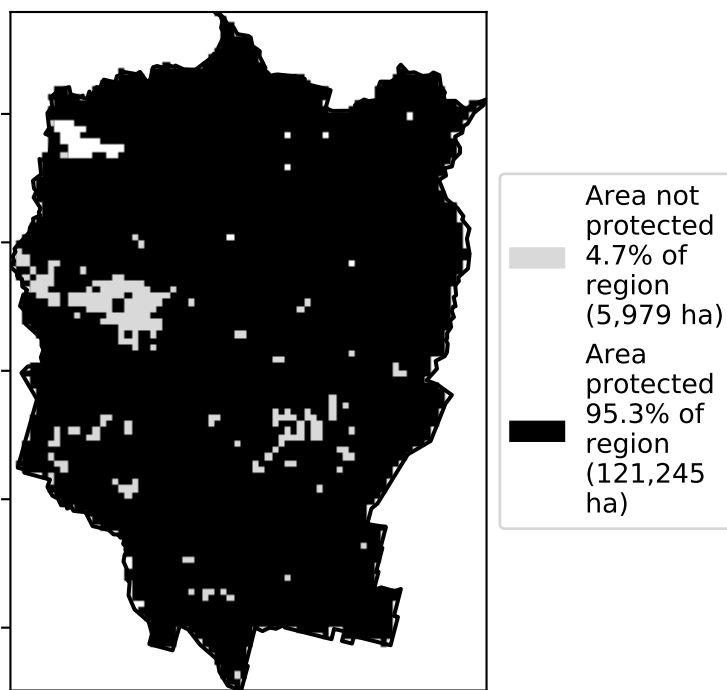 Area not
protected
4.7% of
region
(5,979 ha)
Area
protected
95.3% of
region
(121,245
ha)